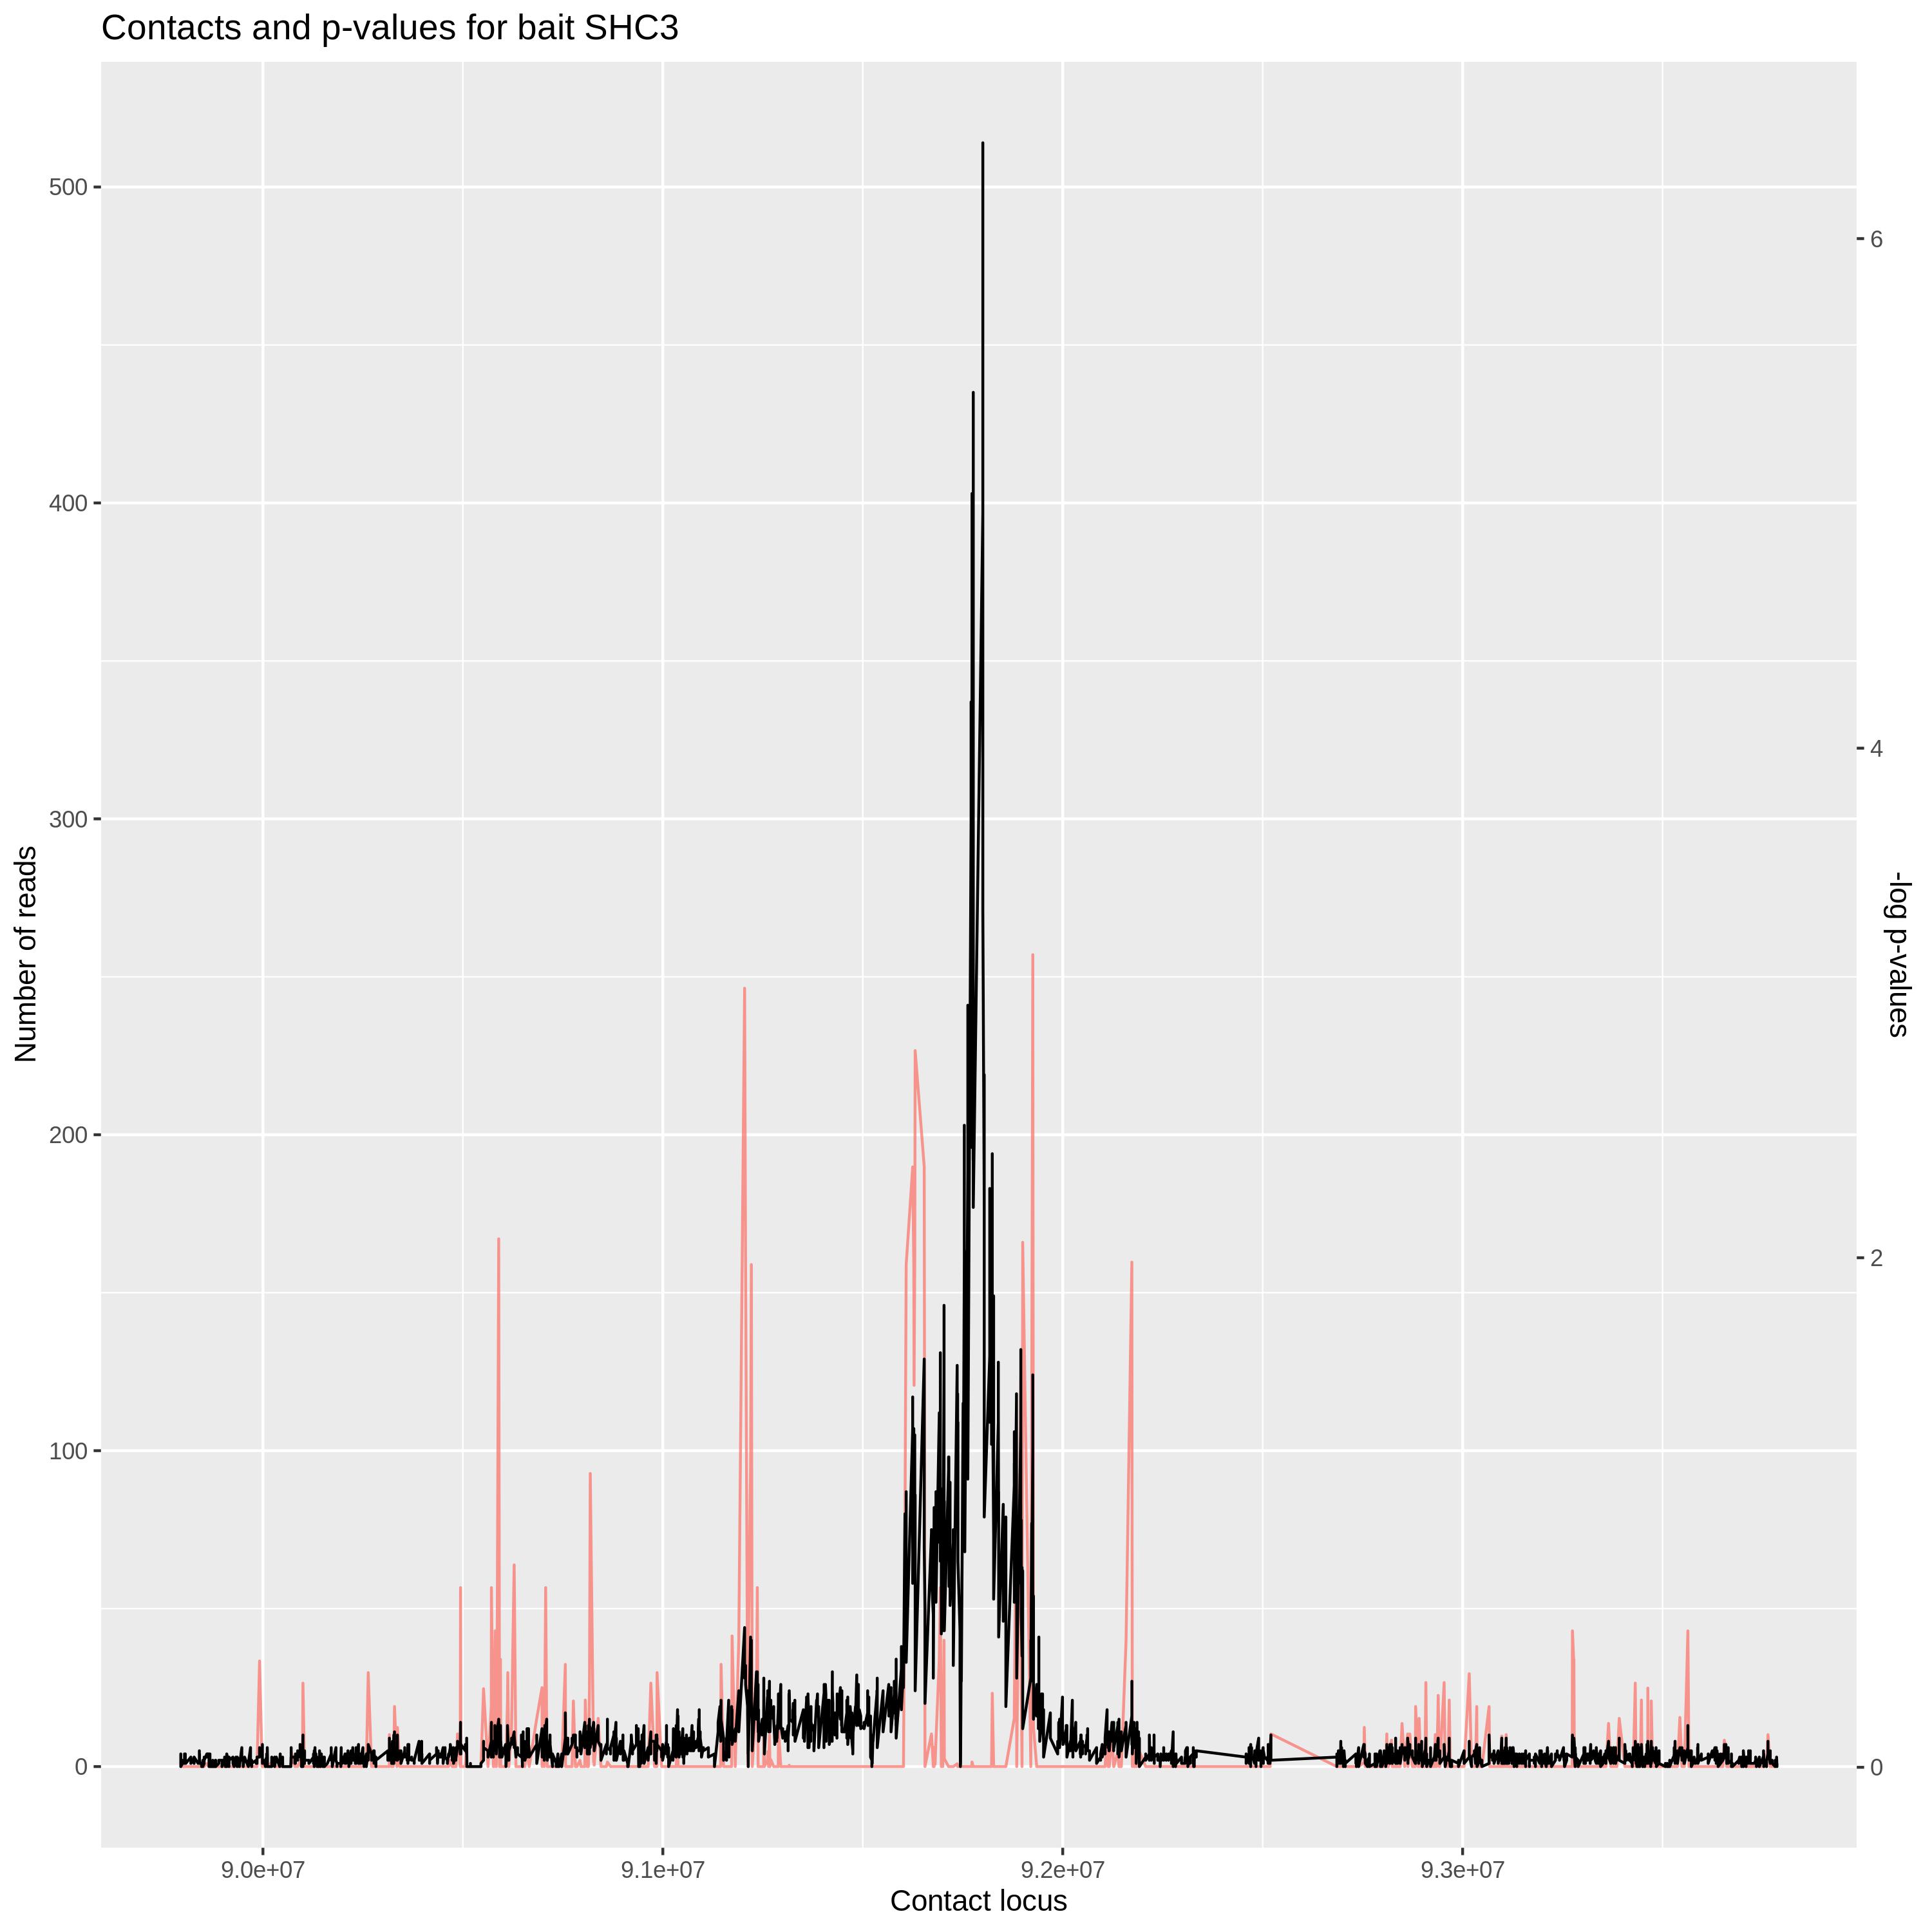 Contacts and p-values for bait SHC3
500
400
300
200
100
0
Number of reads
6
4
2
0
-log p-values
9.0e+07
9.1e+07
9.2e+07
9.3e+07
Contact locus